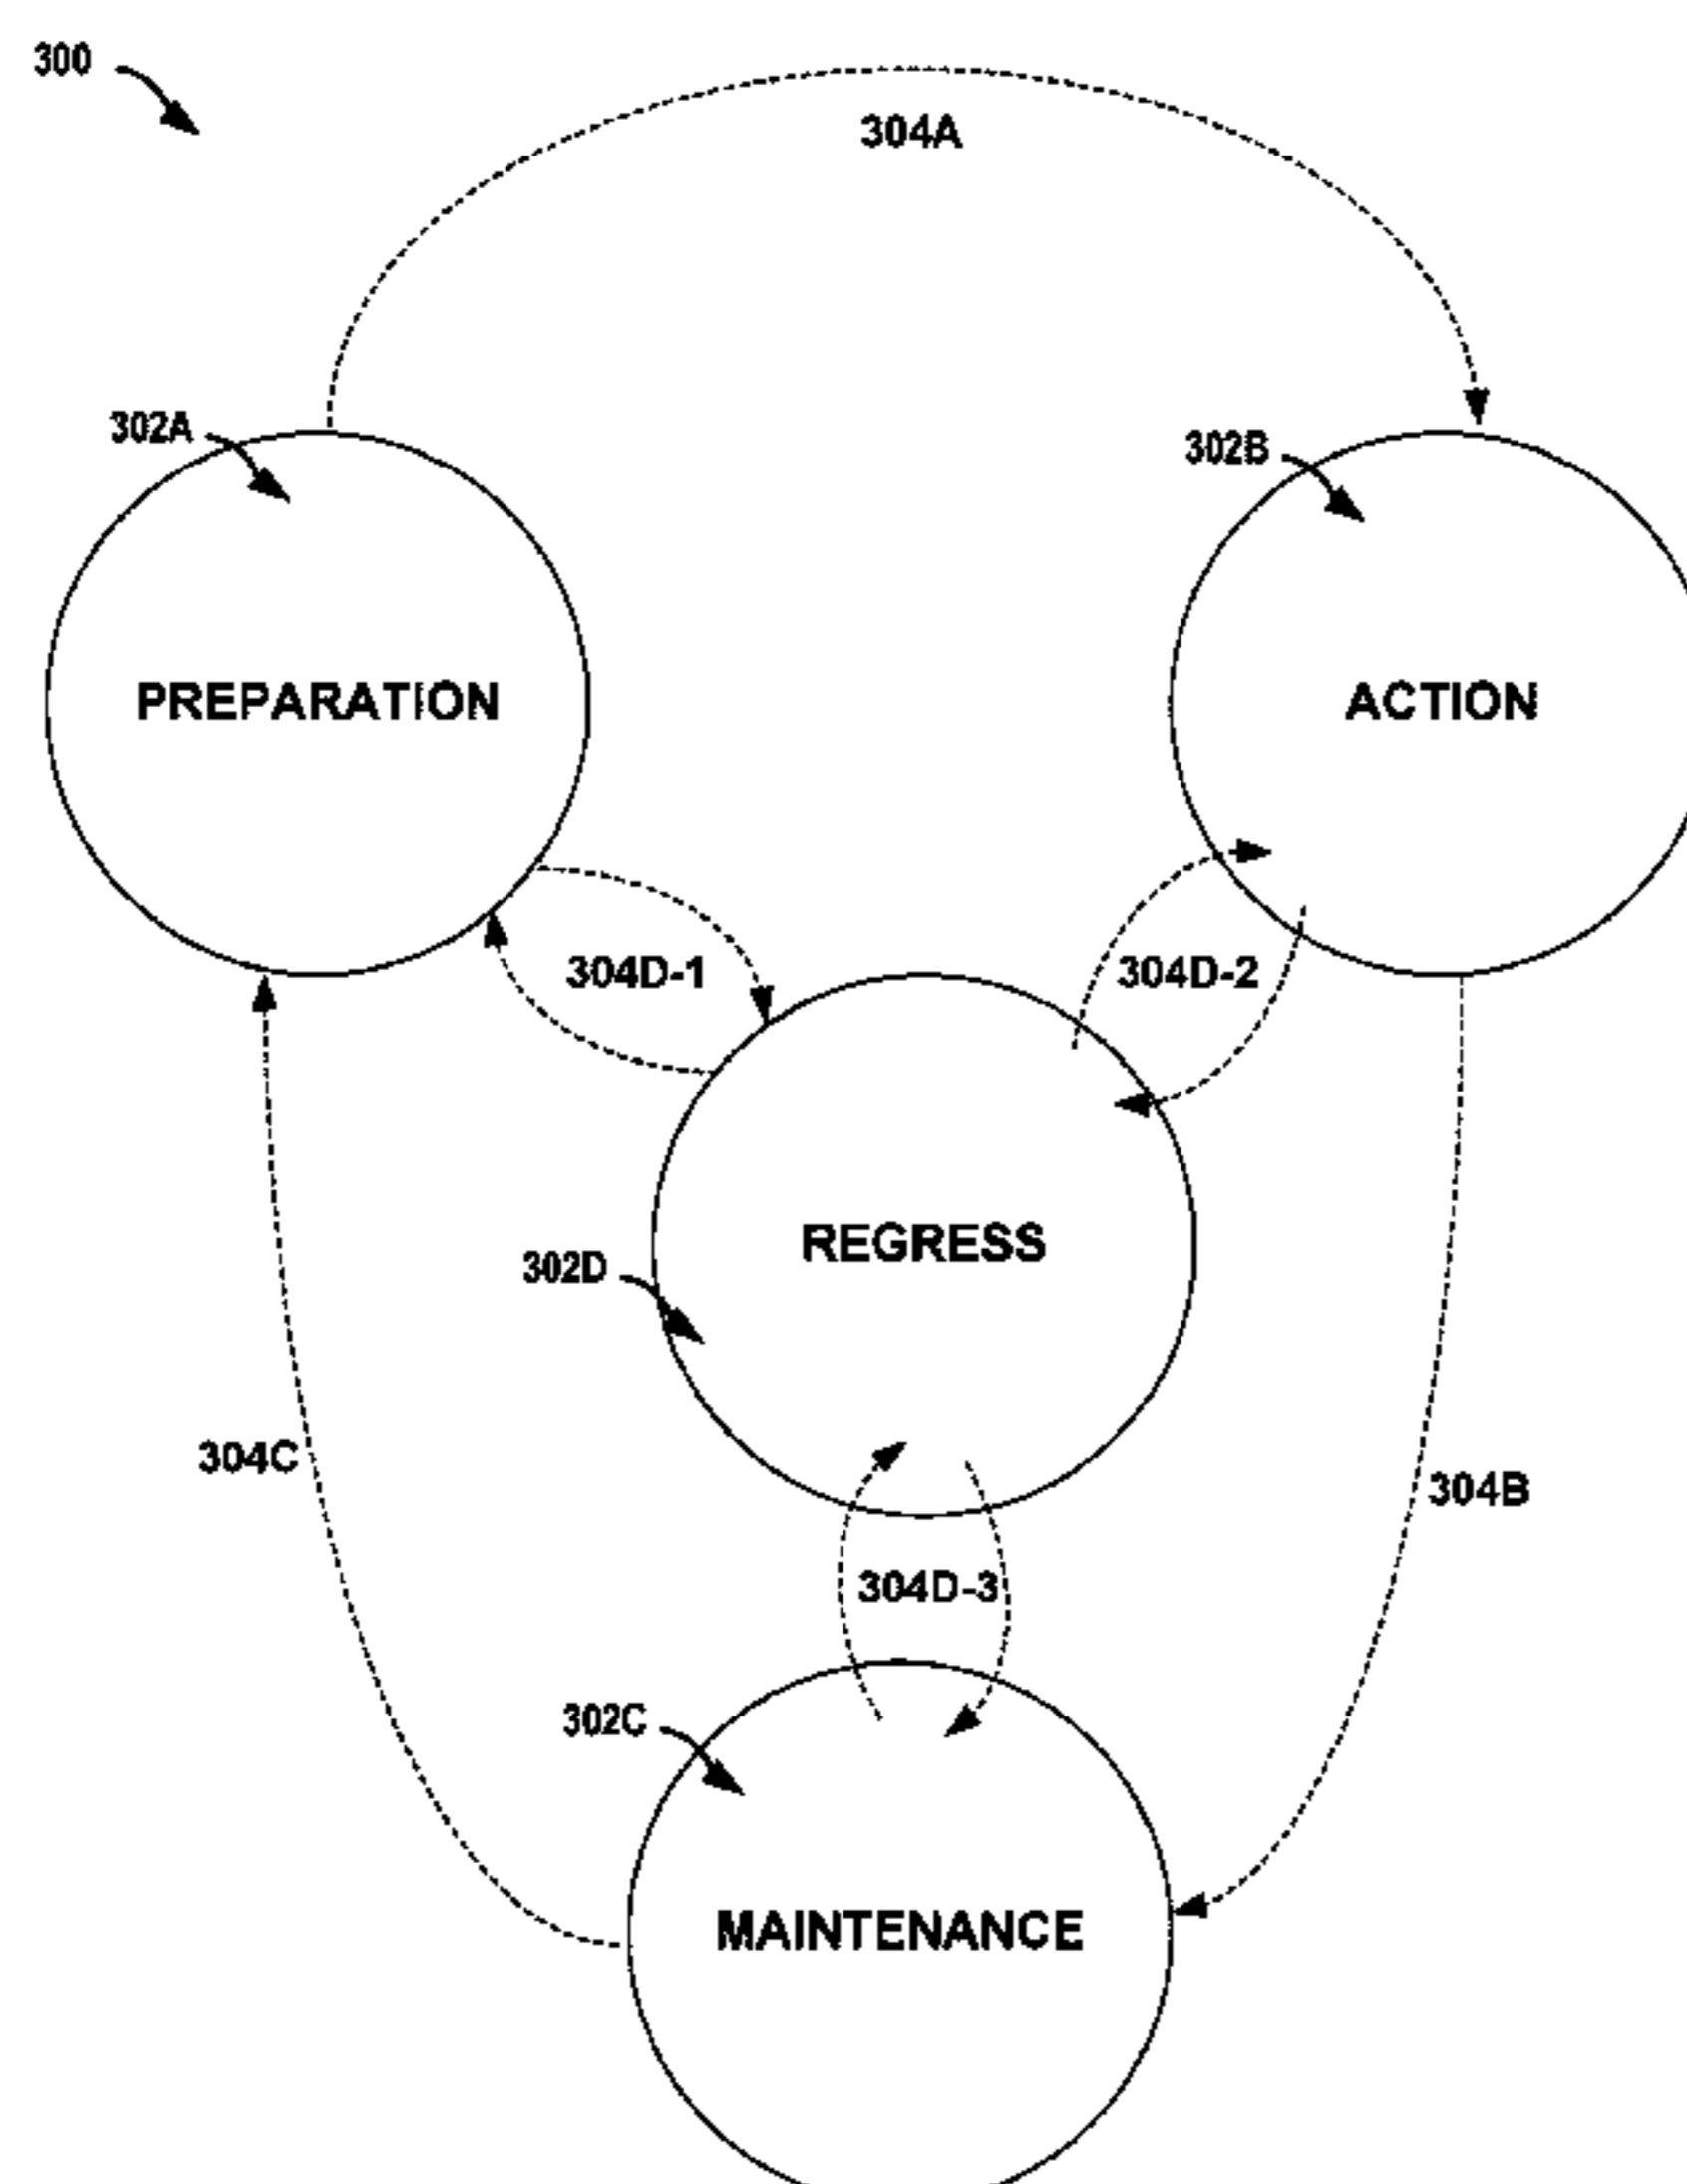 300
304A
302A
302B
PREPARATION
ACTION
304D-1
304D-2
REGRESS
302D
304C
304B
304D-3
302C
MAINTENANCE